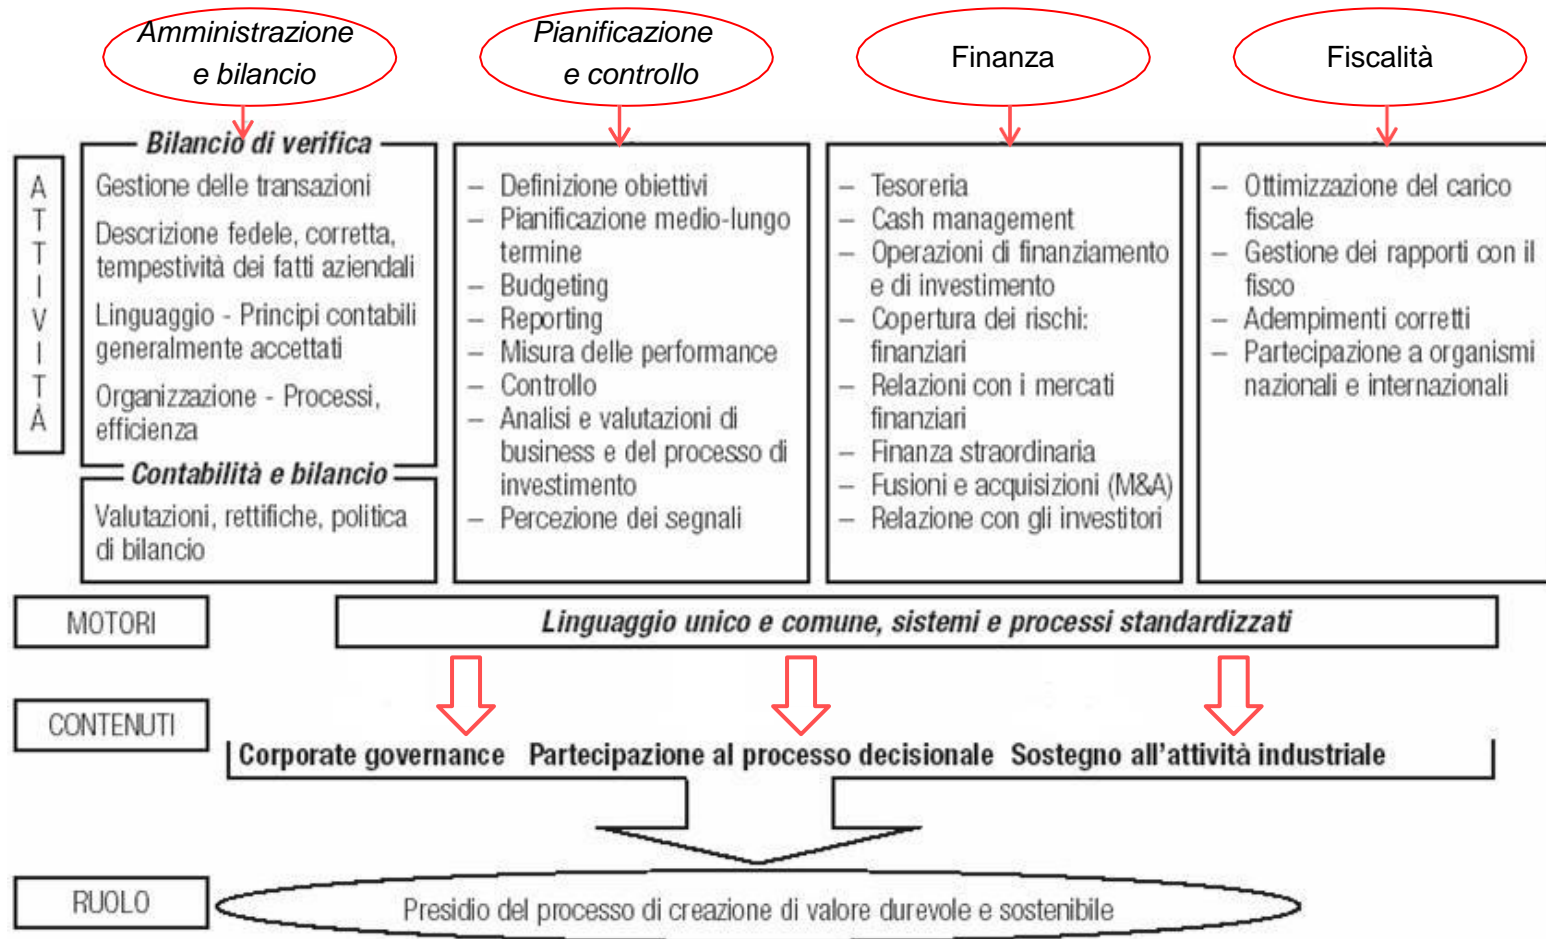 Amministrazione
e bilancio
Pianificazione
e controllo
Finanza
Fiscalità
ATTIVITÀ
Bilancio di verifica
Gestione delle transazioni
Descrizione fedele, corretta,
tempestività dei fatti aziendali
Linguaggio - Principi contabili
generalmente accettati
Organizzazione - Processi,
efficienza
Contabilità e bilancio
Valutazioni, rettifiche, politica
di bilancio
– Definizione obiettivi
– Pianificazione medio-lungo
termine
– Budgeting
– Reporting
– Misura delle performance
– Controllo
– Analisi e valutazioni di
business e del processo di
investimento
– Percezione dei segnali
– Tesoreria
– Cash management
– Operazioni di finanziamento
e di investimento
– Copertura dei rischi:
finanziari
– Relazioni con i mercati
finanziari
– Finanza straordinaria
– Fusioni e acquisizioni (M&A)
– Relazione con gli investitori
– Ottimizzazione del carico
fiscale
– Gestione dei rapporti con il
fisco
– Adempimenti corretti
– Partecipazione a organismi
nazionali e internazionali
MOTORI
Linguaggio unico e comune, sistemi e processi standardizzati
CONTENUTI
Corporate governance Partecipazione al processo decisionale Sostegno all'attività industriale
RUOLO
Presidio del processo di creazione di valore durevole e sostenibile